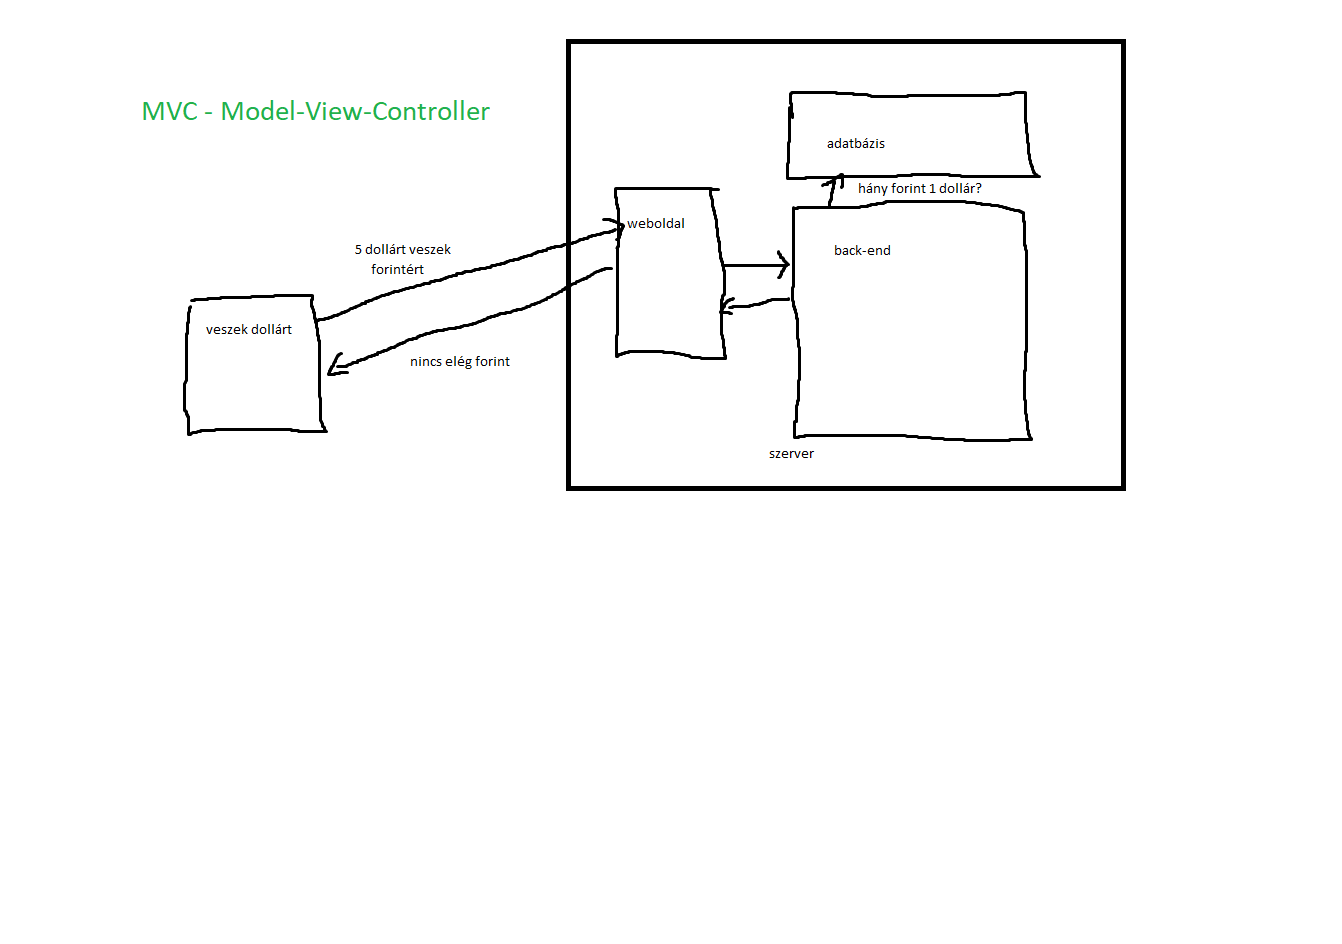 MVC - Model-View-Controller
adatbázis
hány forint 1 dollár?
weboldal
back-end
5 dollárt veszek
forintért
veszek dollárt
nincs elég forint
szerver